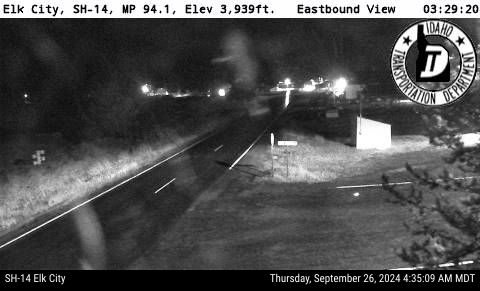 Elk City, SH-14, MP 94.1, Elev 3,939ft. Eastbound View 03:29:20
IDAHO
TRANSPORTATION DEPARTMENT
SH-14 Elk City Thursday, September 26, 2024 4:35:09 AM MDT